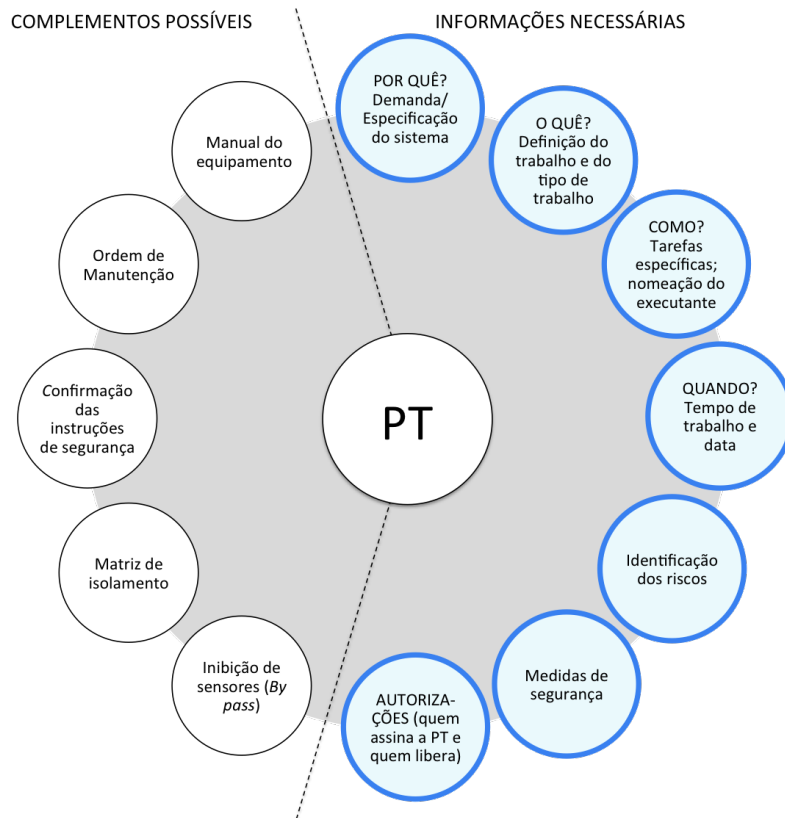 COMPLEMENTOS POSSÍVEIS
INFORMAÇÕES NECESSÁRIAS
POR QUÊ?
Demanda/
Especificação
do sistema
O QUÊ?
Definição do
trabalho e do
tipo de
trabalho
COMO?
Tarefas
específicas;
nomeação do
executante
QUANDO?
Tempo de
trabalho e
data
Identificação
dos riscos
Medidas de
segurança
AUTORIZA-
ÇÕES (quem
assina a PT e
quem libera)
Manual do
equipamento
Ordem de
Manutenção
Confirmação
das
instruções
de segurança
Matriz de
isolamento
Inibição de
sensores (By
pass)
PT